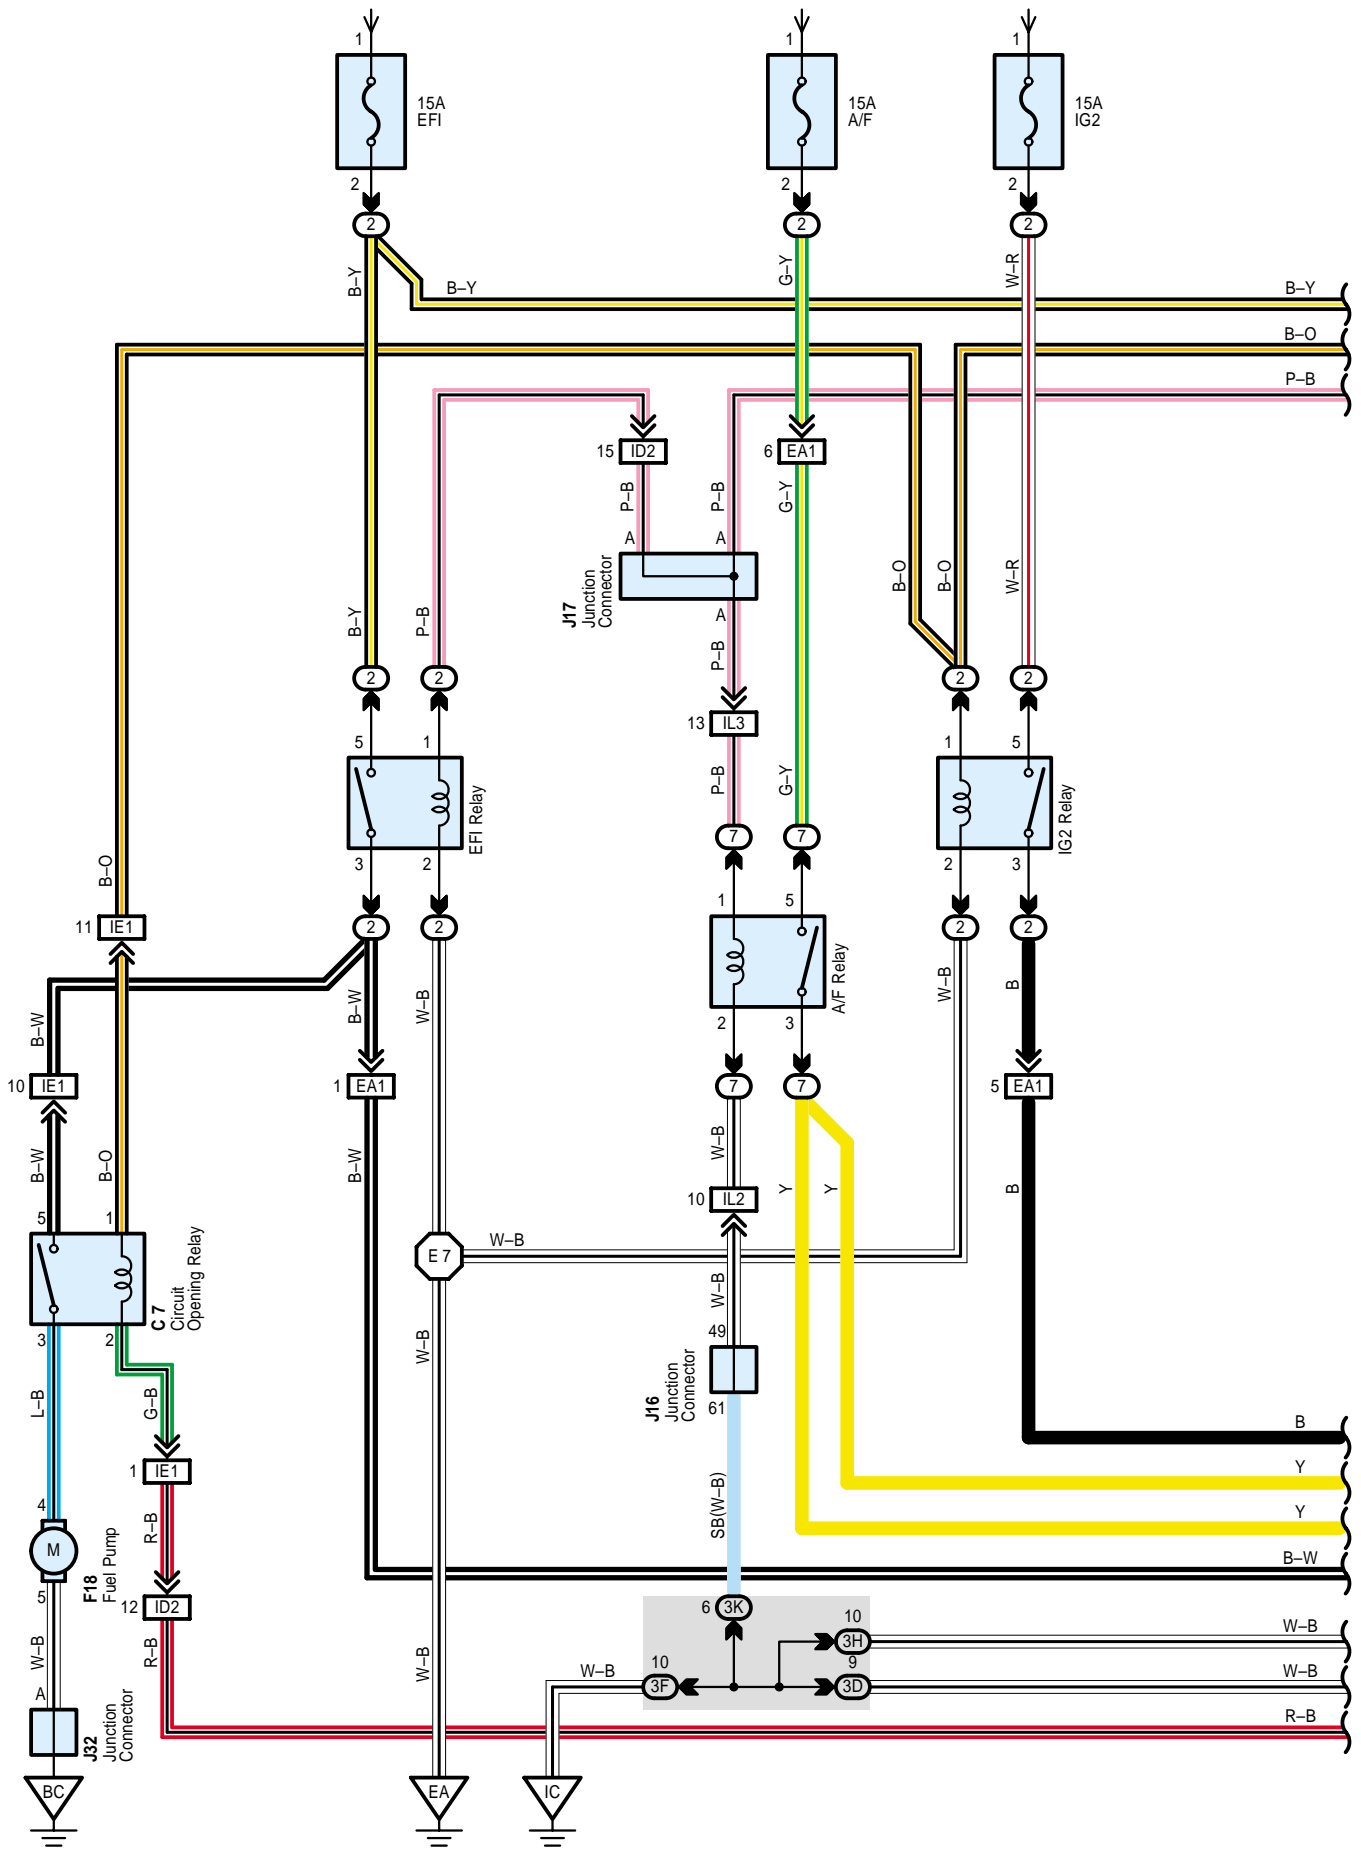 1
1
1
15A
EFI
15A
A/F
15A
IG2
2
2
2
2
2
2
B–Y
G–Y
W–R
B–Y
B–Y
B–O
P–B
15
ID2
6
EA1
P–B
P–B
G–Y
A
A
J17
Junction
Connector
B–O
B–O
W–R
A
B–Y
P–B
P–B
2
2
2
2
13
IL3
5
1
1
5
P–B
G–Y
EFI Relay
IG2 Relay
7
7
3
2
2
3
B–O
1
5
11
IE1
2
2
2
2
A/F Relay
B–W
B–W
W–B
W–B
B
2
3
10
IE1
1
EA1
7
7
5
EA1
B–W
B–O
B–W
W–B
Y
Y
B
10
IL2
5
1
W–B
E 7
C 7
Circuit
Opening Relay
W–B
W–B
49
3
2
J16
Junction
Connector
61
L–B
G–B
B
1
IE1
Y
SB(W–B)
4
Y
R–B
M
F18
Fuel Pump
B–W
5
12
ID2
6
3K
10
3H
W–B
W–B
R–B
W–B
W–B
10
3F
9
3D
W–B
A
R–B
J32
Junction
Connector
BC
EA
IC